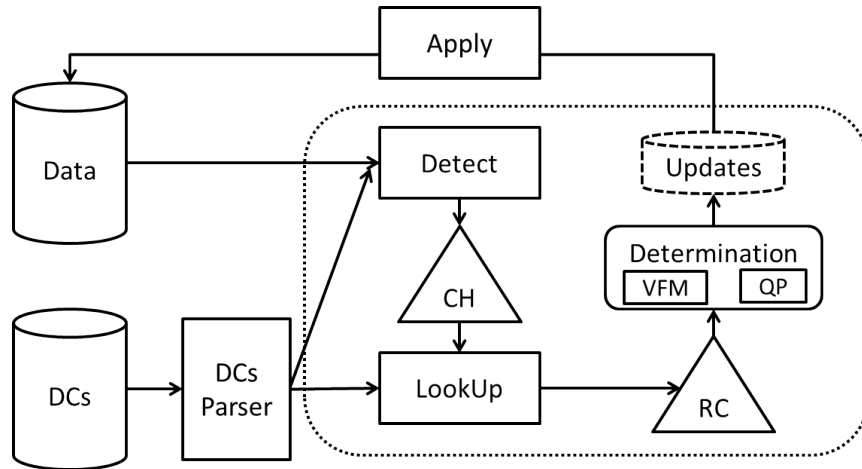 Apply
Data
Detect
Updates
Determination
VFM
QP
CH
DCs
DCs
Parser
LookUp
RC